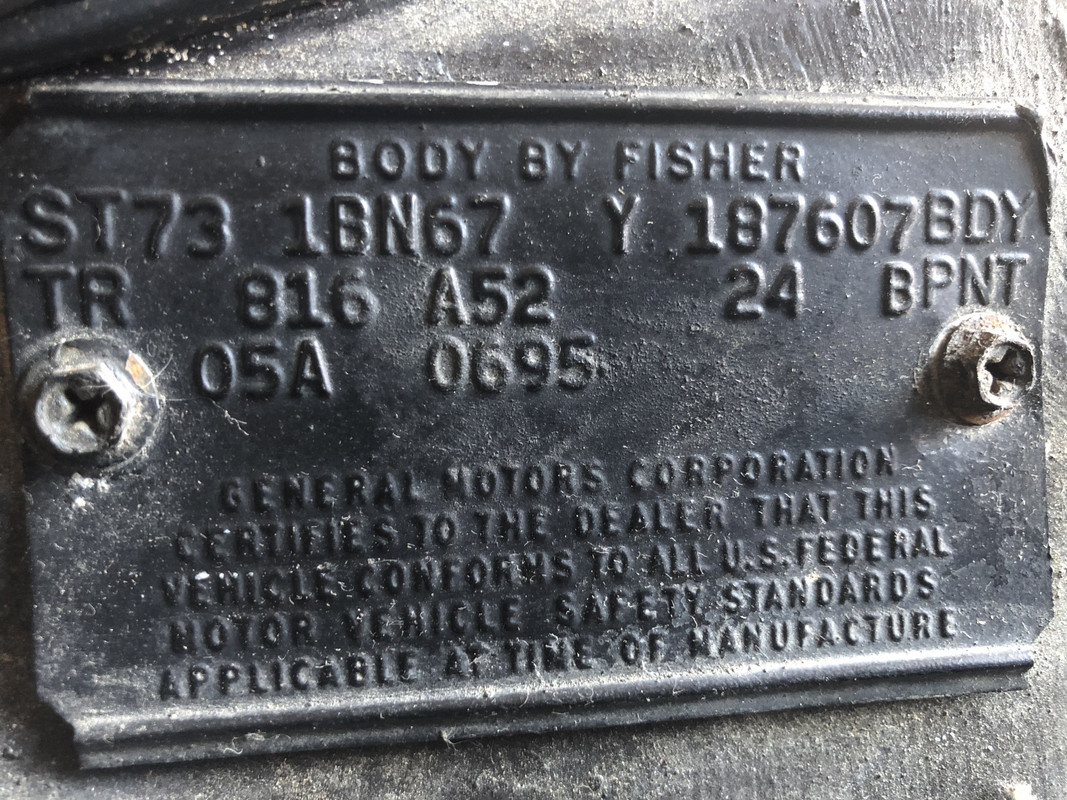 BODY BY FISHER
ST73 1BN67 Y 187607BDY
TR 816 A52 24 BPNT
05A 0695
GENERAL MOTORS CORPORATION
CERTIFIES TO THE DEALER THAT THIS
VEHICLE CONFORMS TO ALL U.S. FEDERAL
MOTOR VEHICLE SAFETY STANDARDS
APPLICABLE AT TIME OF MANUFACTURE